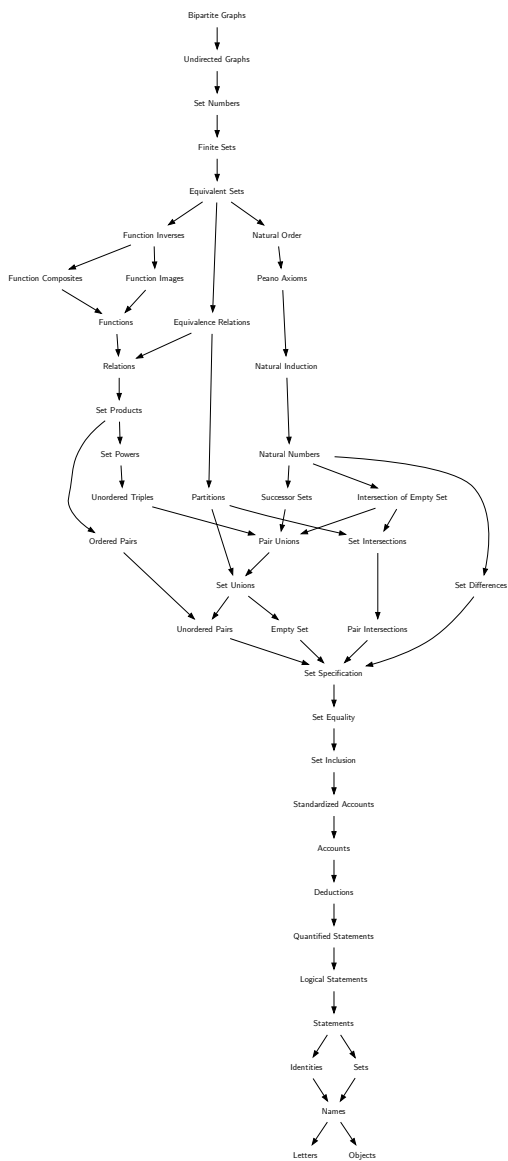 Bipartite Graphs
Undirected Graphs
Set Numbers
Finite Sets
Equivalent Sets
Function Inverses
Natural Order
Function Composites
Function Images
Peano Axioms
Functions
Equivalence Relations
Relations
Natural Induction
Set Products
Set Powers
Natural Numbers
Unordered Triples
Partitions
Successor Sets
Intersection of Empty Set
Ordered Pairs
Pair Unions
Set Intersections
Set Unions
Set Differences
Unordered Pairs
Empty Set
Pair Intersections
Set Specification
Set Equality
Set Inclusion
Standardized Accounts
Accounts
Deductions
Quantified Statements
Logical Statements
Statements
Identities
Sets
Names
Letters
Objects